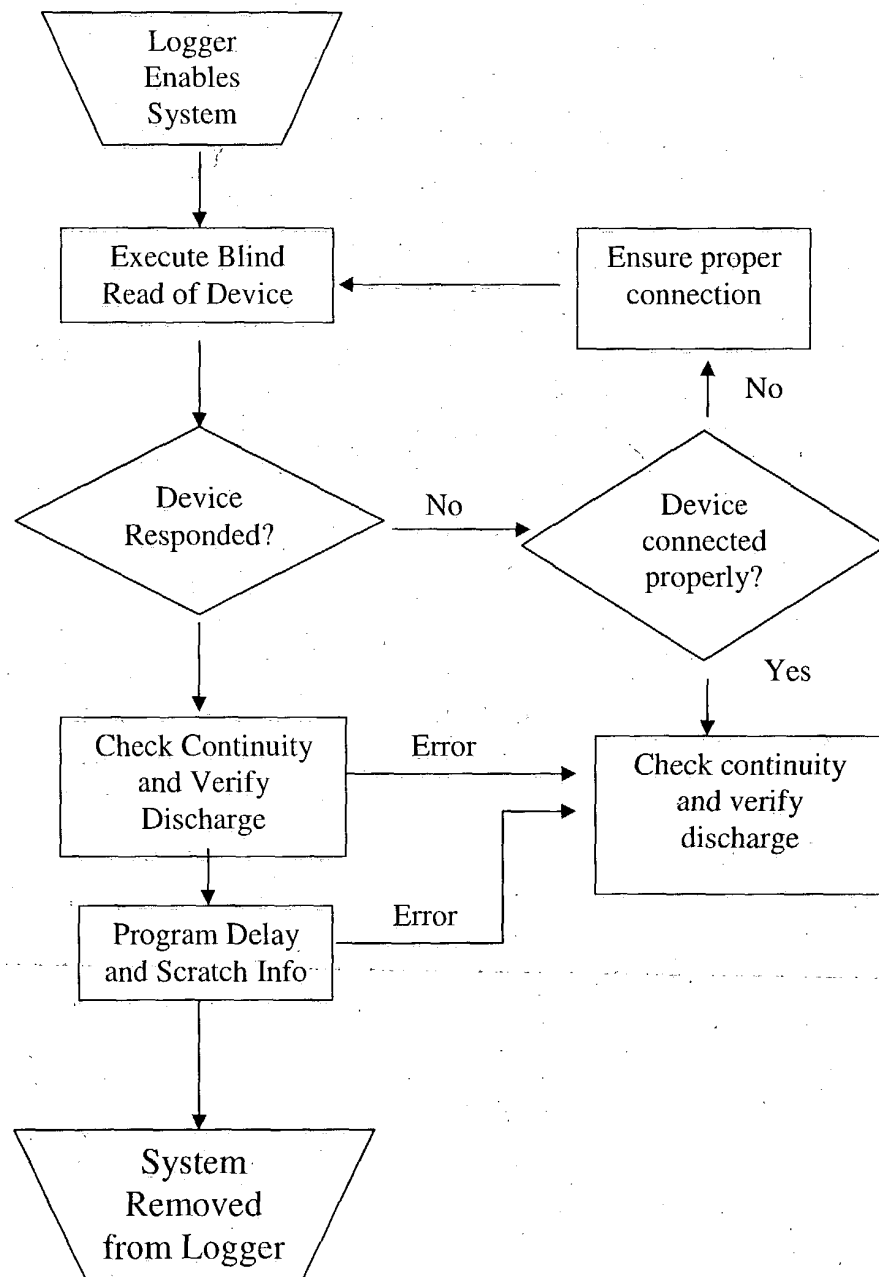 Logger
Enables
System
Execute Blind
Read of Device
Ensure proper
connection
No
Device
Responded?
No
Device
connected
properly?
Yes
Check Continuity
and Verify
Discharge
Error
Check continuity
and verify
discharge
Program Delay
and Scratch Info
Error
System
Removed
from Logger